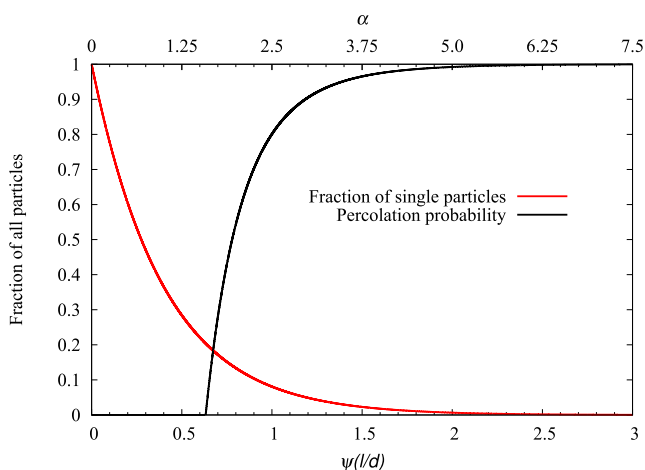 α
0 1.25 2.5 3.75 5.0 6.25 7.5
1
0.9
0.8
0.7
0.6
0.5
0.4
0.3
0.2
0.1
0
Fraction of all particles
Fraction of single particles
Percolation probability
0 0.5 1 1.5 2 2.5 3
ψ(l/d)